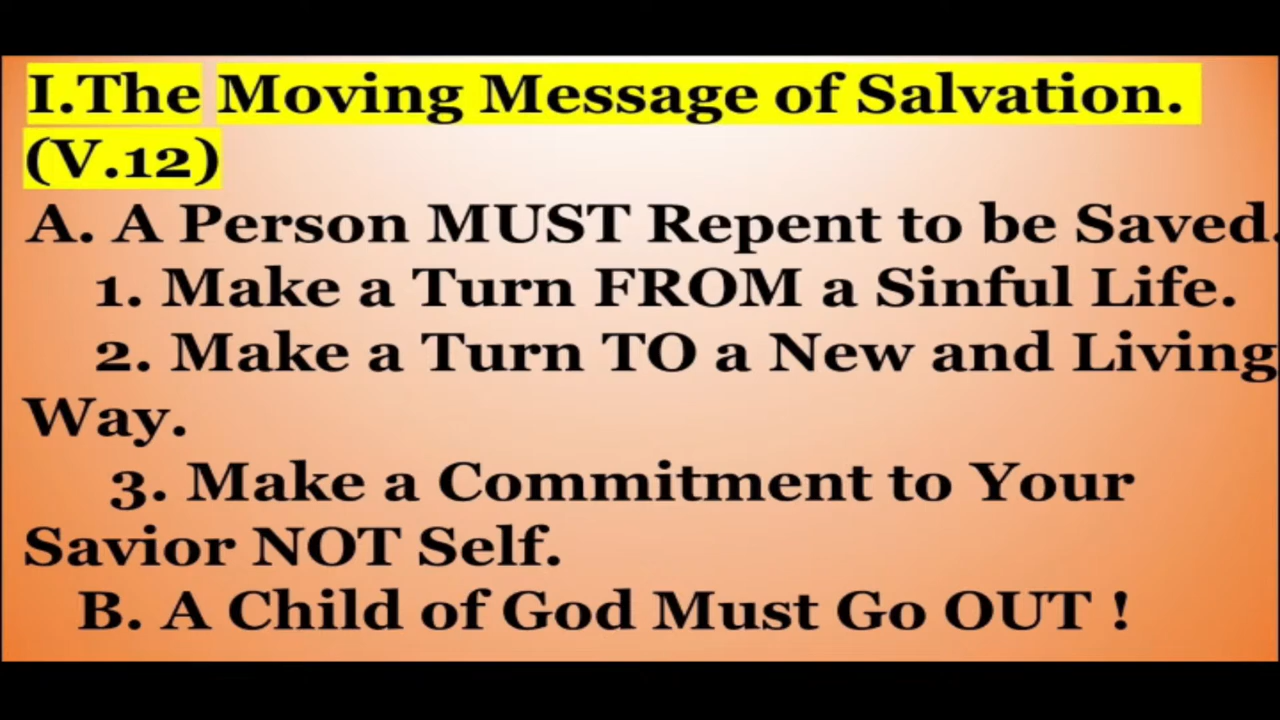 I.The Moving Message of Salvation.
(V.12)
A. A Person MUST Repent to be Saved.
1. Make a Turn FROM a Sinful Life.
2. Make a Turn TO a New and Living
Way.
3. Make a Commitment to Your
Savior NOT Self.
B. A Child of God Must Go OUT !